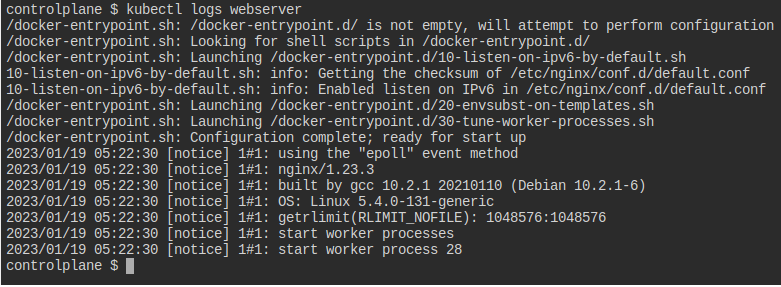 controlplane $ kubectl logs webserver
/docker-entrypoint.sh: /docker-entrypoint.d/ is not empty, will attempt to perform configuration
/docker-entrypoint.sh: Looking for shell scripts in /docker-entrypoint.d/
/docker-entrypoint.sh: Launching /docker-entrypoint.d/10-listen-on-ipv6-by-default.sh
10-listen-on-ipv6-by-default.sh: info: Getting the checksum of /etc/nginx/conf.d/default.conf
10-listen-on-ipv6-by-default.sh: info: Enabled listen on IPv6 in /etc/nginx/conf.d/default.conf
/docker-entrypoint.sh: Launching /docker-entrypoint.d/20-envsubst-on-templates.sh
/docker-entrypoint.sh: Launching /docker-entrypoint.d/30-tune-worker-processes.sh
/docker-entrypoint.sh: Configuration complete; ready for start up
2023/01/19 05:22:30 [notice] 1#1: using the "epoll" event method
2023/01/19 05:22:30 [notice] 1#1: nginx/1.23.3
2023/01/19 05:22:30 [notice] 1#1: built by gcc 10.2.1 20210110 (Debian 10.2.1-6)
2023/01/19 05:22:30 [notice] 1#1: OS: Linux 5.4.0-131-generic
2023/01/19 05:22:30 [notice] 1#1: getrlimit(RLIMIT_NOFILE): 1048576:1048576
2023/01/19 05:22:30 [notice] 1#1: start worker processes
2023/01/19 05:22:30 [notice] 1#1: start worker process 28
controlplane $